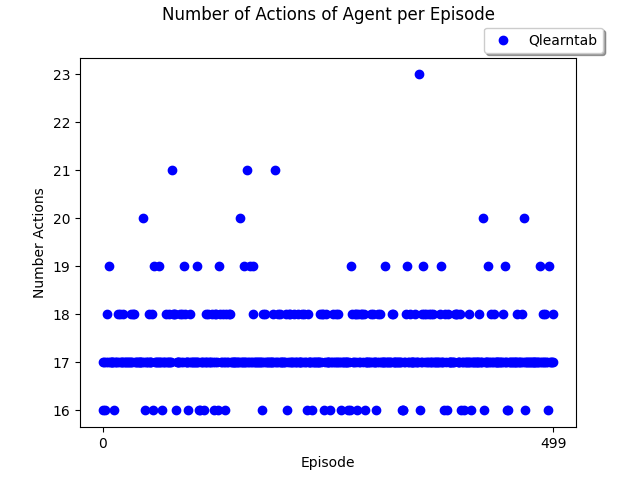 Number of Actions of Agent per Episode
Qlearntab
23
22
21
20
19
18
17
16
Number Actions
0
499
Episode